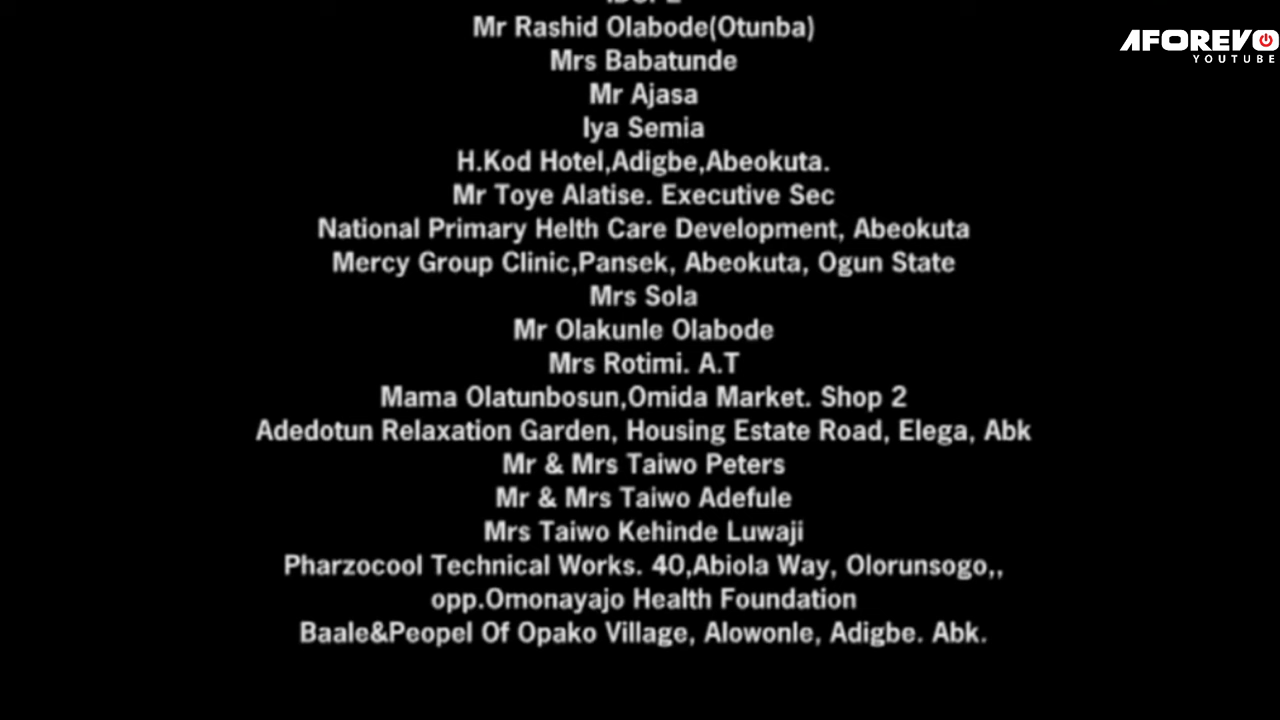 Mr Rashid Olabode(Otunba)
AFOREVO
YOUTUBE
Mrs Babatunde
Mr Ajasa
Iya Semia
H.Kod Hotel,Adigbe,Abeokuta.
Mr Toye Alatise. Executive Sec
National Primary Helth Care Development, Abeokuta
Mercy Group Clinic,Pansek, Abeokuta, Ogun State
Mrs Sola
Mr Olakunle Olabode
Mrs Rotimi. A.T
Mama Olatunbosun,Omida Market. Shop 2
Adedotun Relaxation Garden, Housing Estate Road, Elega, Abk
Mr & Mrs Taiwo Peters
Mr & Mrs Taiwo Adefule
Mrs Taiwo Kehinde Luwaji
Pharzocool Technical Works. 40,Abiola Way, Olorunsogo,,
opp.Omonayajo Health Foundation
Baale&Peopel Of Opako Village, Alowonle, Adigbe. Abk.